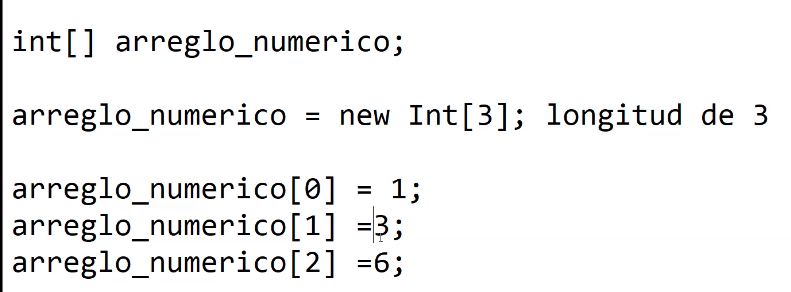 int[] arreglo_numerico;
arreglo_numerico = new Int[3]; longitud de 3
arreglo_numerico[0] = 1;
arreglo_numerico[1] =3;
arreglo_numerico[2] =6;